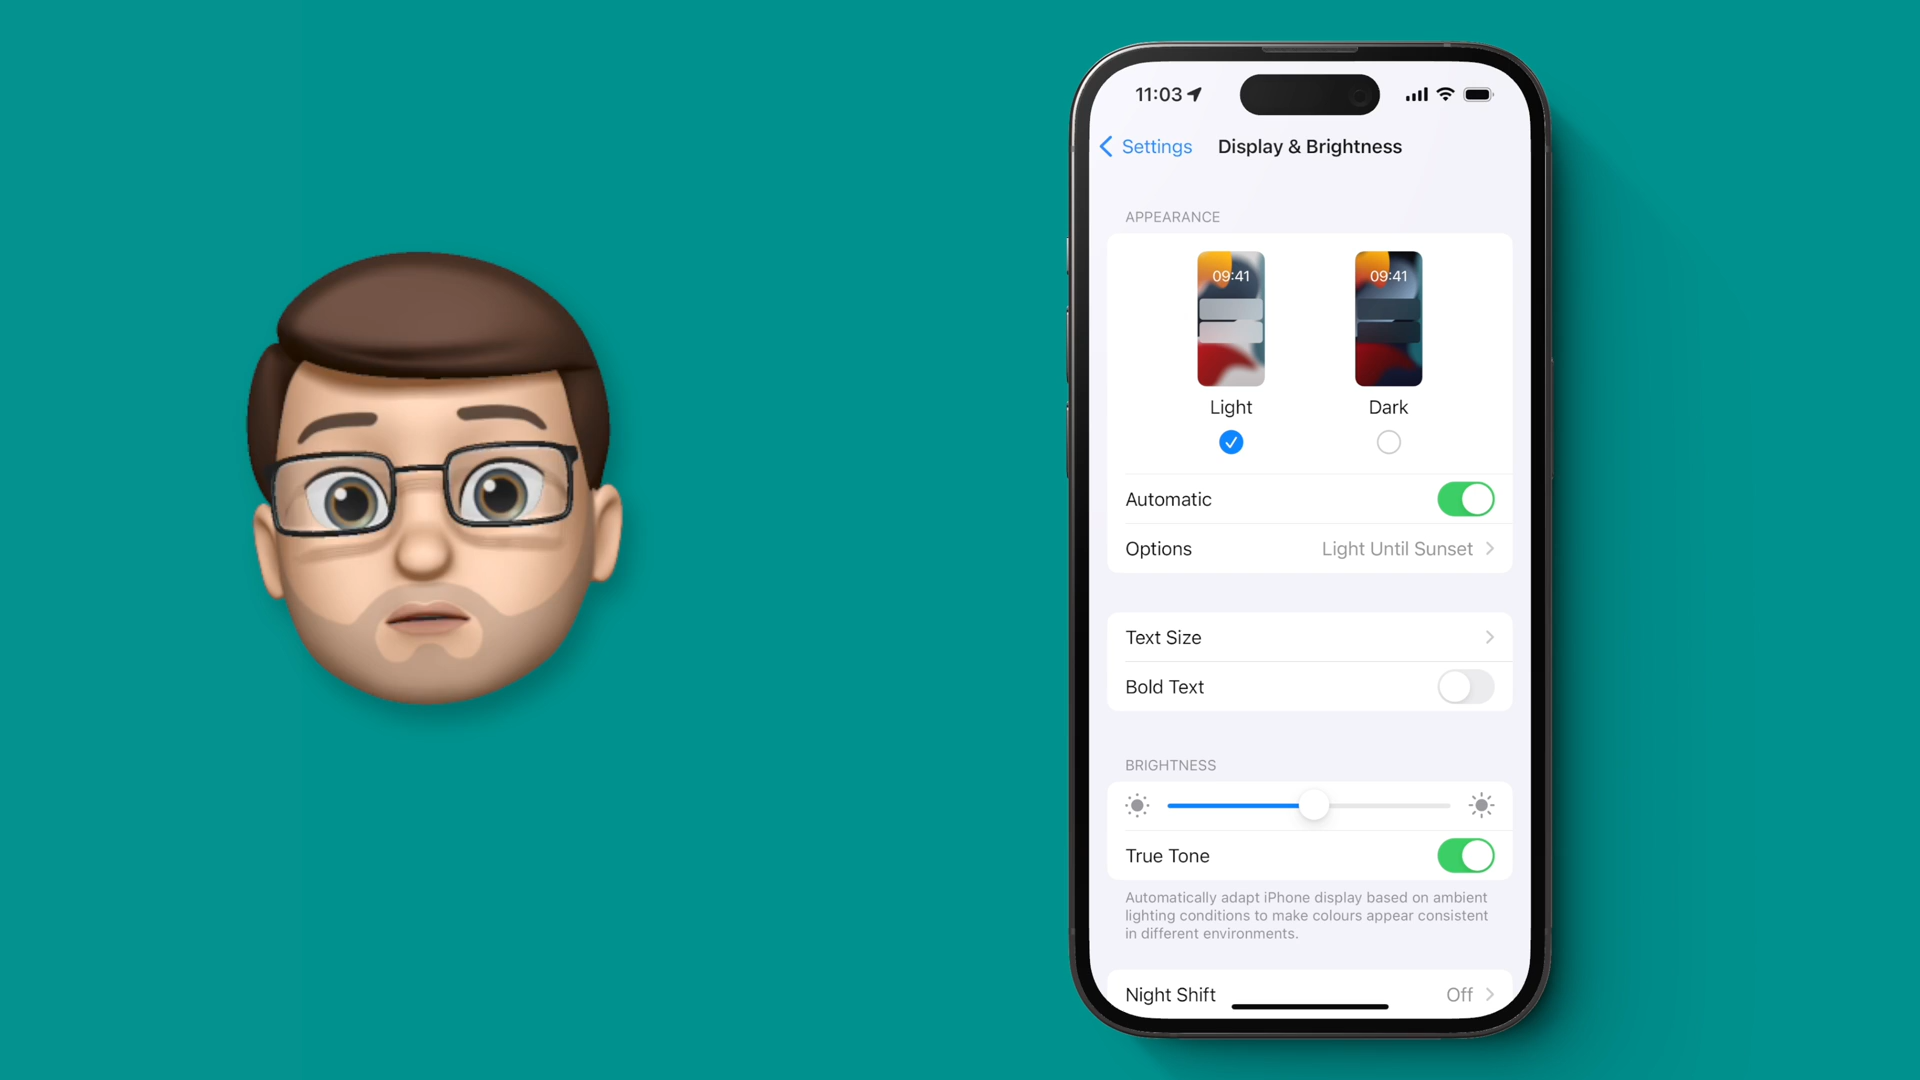 11:03
Settings
Display & Brightness
APPEARANCE
09:41
09:41
Light
Dark
Automatic
Options
Light Until Sunset
Text Size
Bold Text
BRIGHTNESS
True Tone
Automatically adapt iPhone display based on ambient
lighting conditions to make colours appear consistent
in different environments.
Night Shift
Off